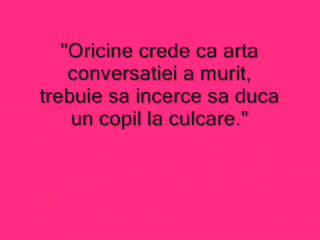 "Oricine crede ca arta
conversatiei a murit,
trebuie sa incerce sa duca
un copil la culcare."